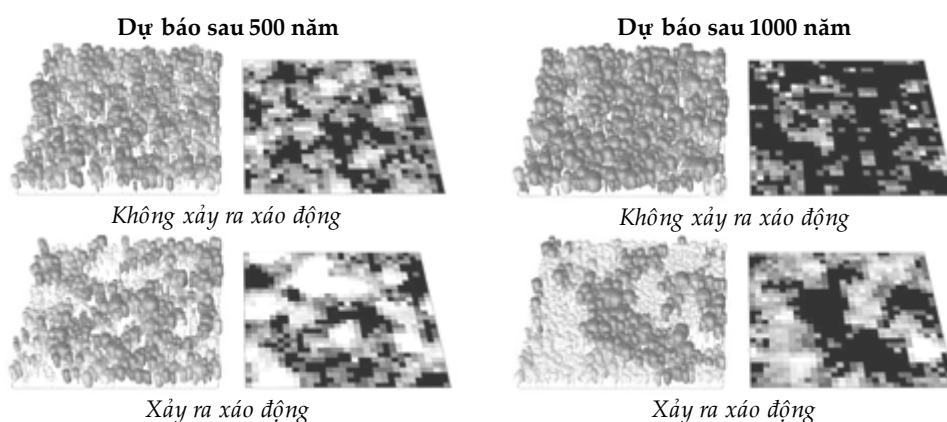 Dự báo sau 500 năm
Dự báo sau 1000 năm
Không xảy ra xáo động
Không xảy ra xáo động
Xảy ra xáo động
Xảy ra xáo động